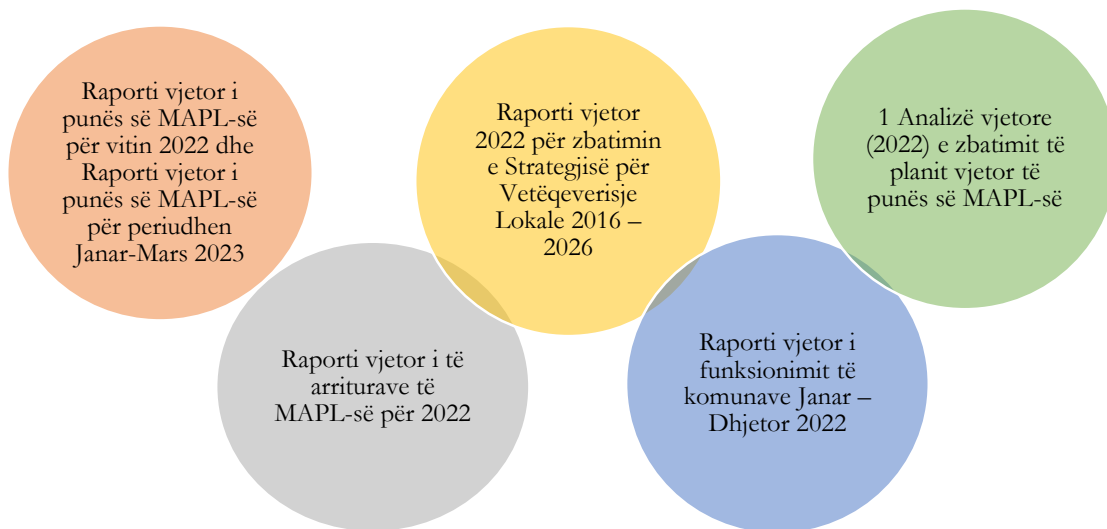 Raporti vjetor i
punës së MAPL-së
për vitin 2022 dhe
Raporti vjetor i
punës së MAPL-së
për periudhen
Janar-Mars 2023
Raporti vjetor i të
arriturave të
MAPL-së për 2022
Raporti vjetor
2022 për zbatimin
e Strategjisë për
Vetëqeverisje
Lokale 2016 –
2026
Raporti vjetor i
funksionimit të
komunave Janar –
Dhjetor 2022
1 Analizë vjetore
(2022) e zbatimit të
planit vjetor të
punës së MAPL-së